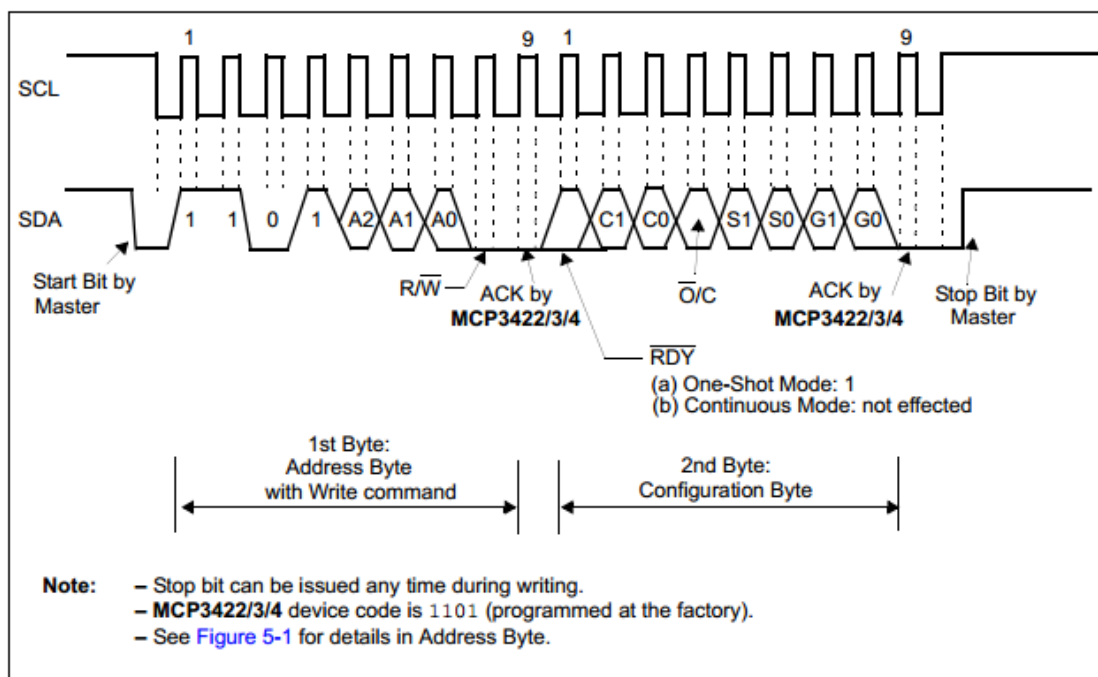 1 9 1 9
SCL
SDA
1 1 0 1 A2 A1 A0 C1 C0 S1 S0 G1 G0
Start Bit by
Master
R/W̅
ACK by
MCP3422/3/4
O̅/C
ACK by
MCP3422/3/4
Stop Bit by
Master
R̅D̅Y̅
(a) One-Shot Mode: 1
(b) Continuous Mode: not effected
1st Byte:
Address Byte
with Write command
2nd Byte:
Configuration Byte
Note: – Stop bit can be issued any time during writing.
– MCP3422/3/4 device code is 1101 (programmed at the factory).
– See Figure 5-1 for details in Address Byte.